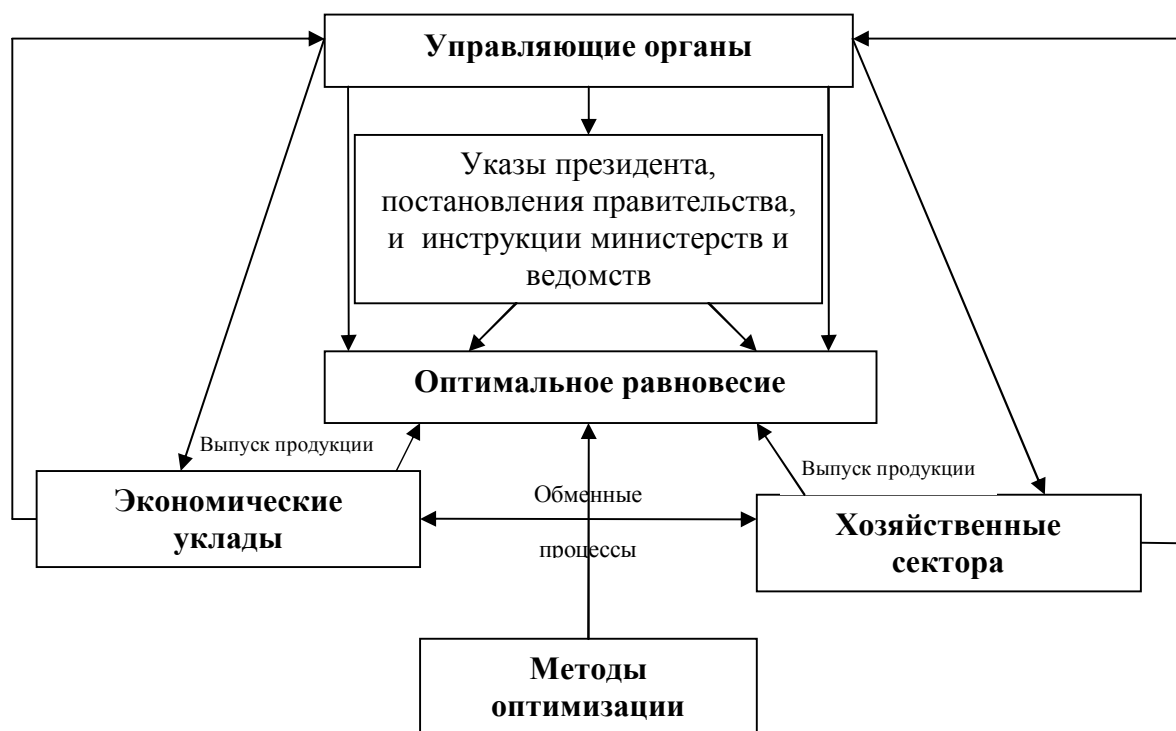 Управляющие органы
Указы президента,
постановления правительства,
и инструкции министерств и
ведомств
Оптимальное равновесие
Выпуск продукции
Выпуск продукции
Экономические
уклады
Обменные
процессы
Хозяйственные
сектора
Методы
оптимизации